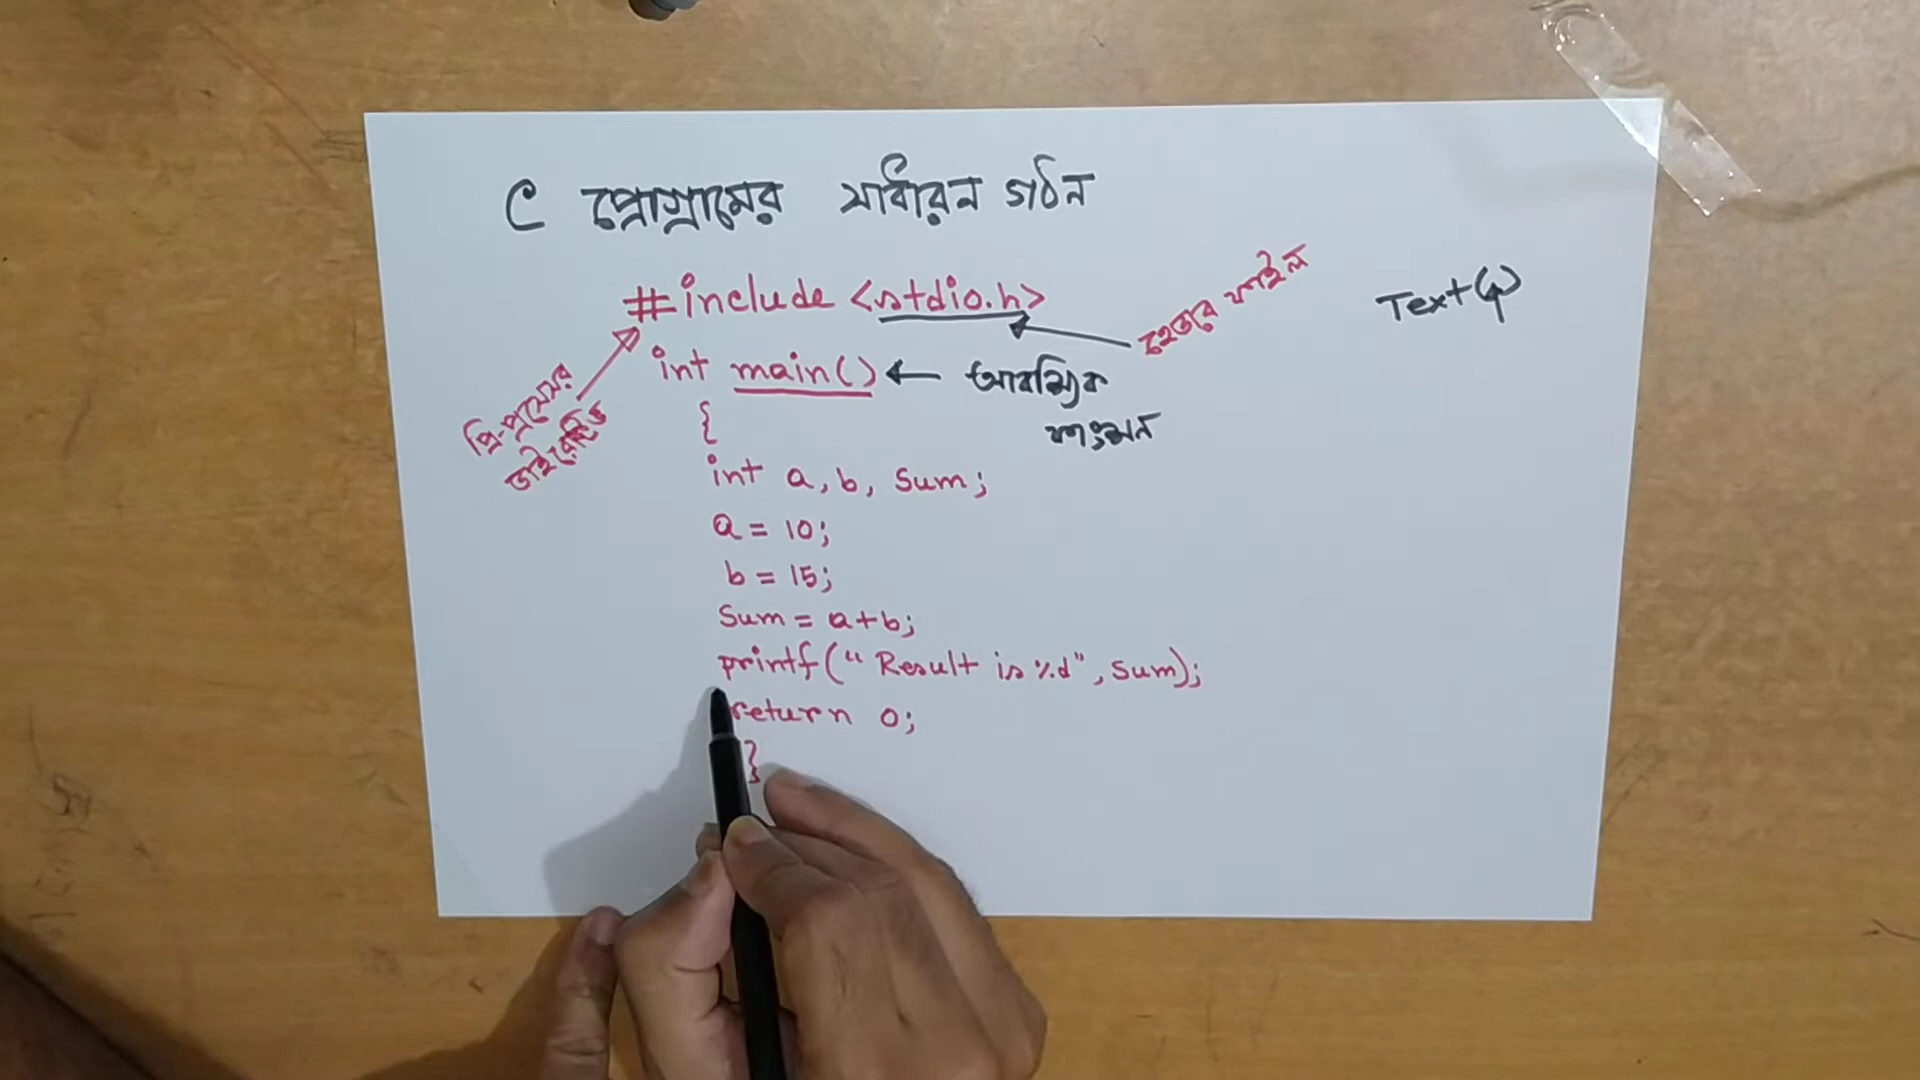 C প্রোগ্রামের সাধারন গঠন
#include <stdio.h>
হেডার ফাইল
int main()
আবশ্যিক
ফাংশন
প্রি-প্রসেসর
{
int a, b, Sum;
a = 10;
b = 15;
Sum = a+b;
printf(“Result is %d”, Sum);
return 0;
}
Text